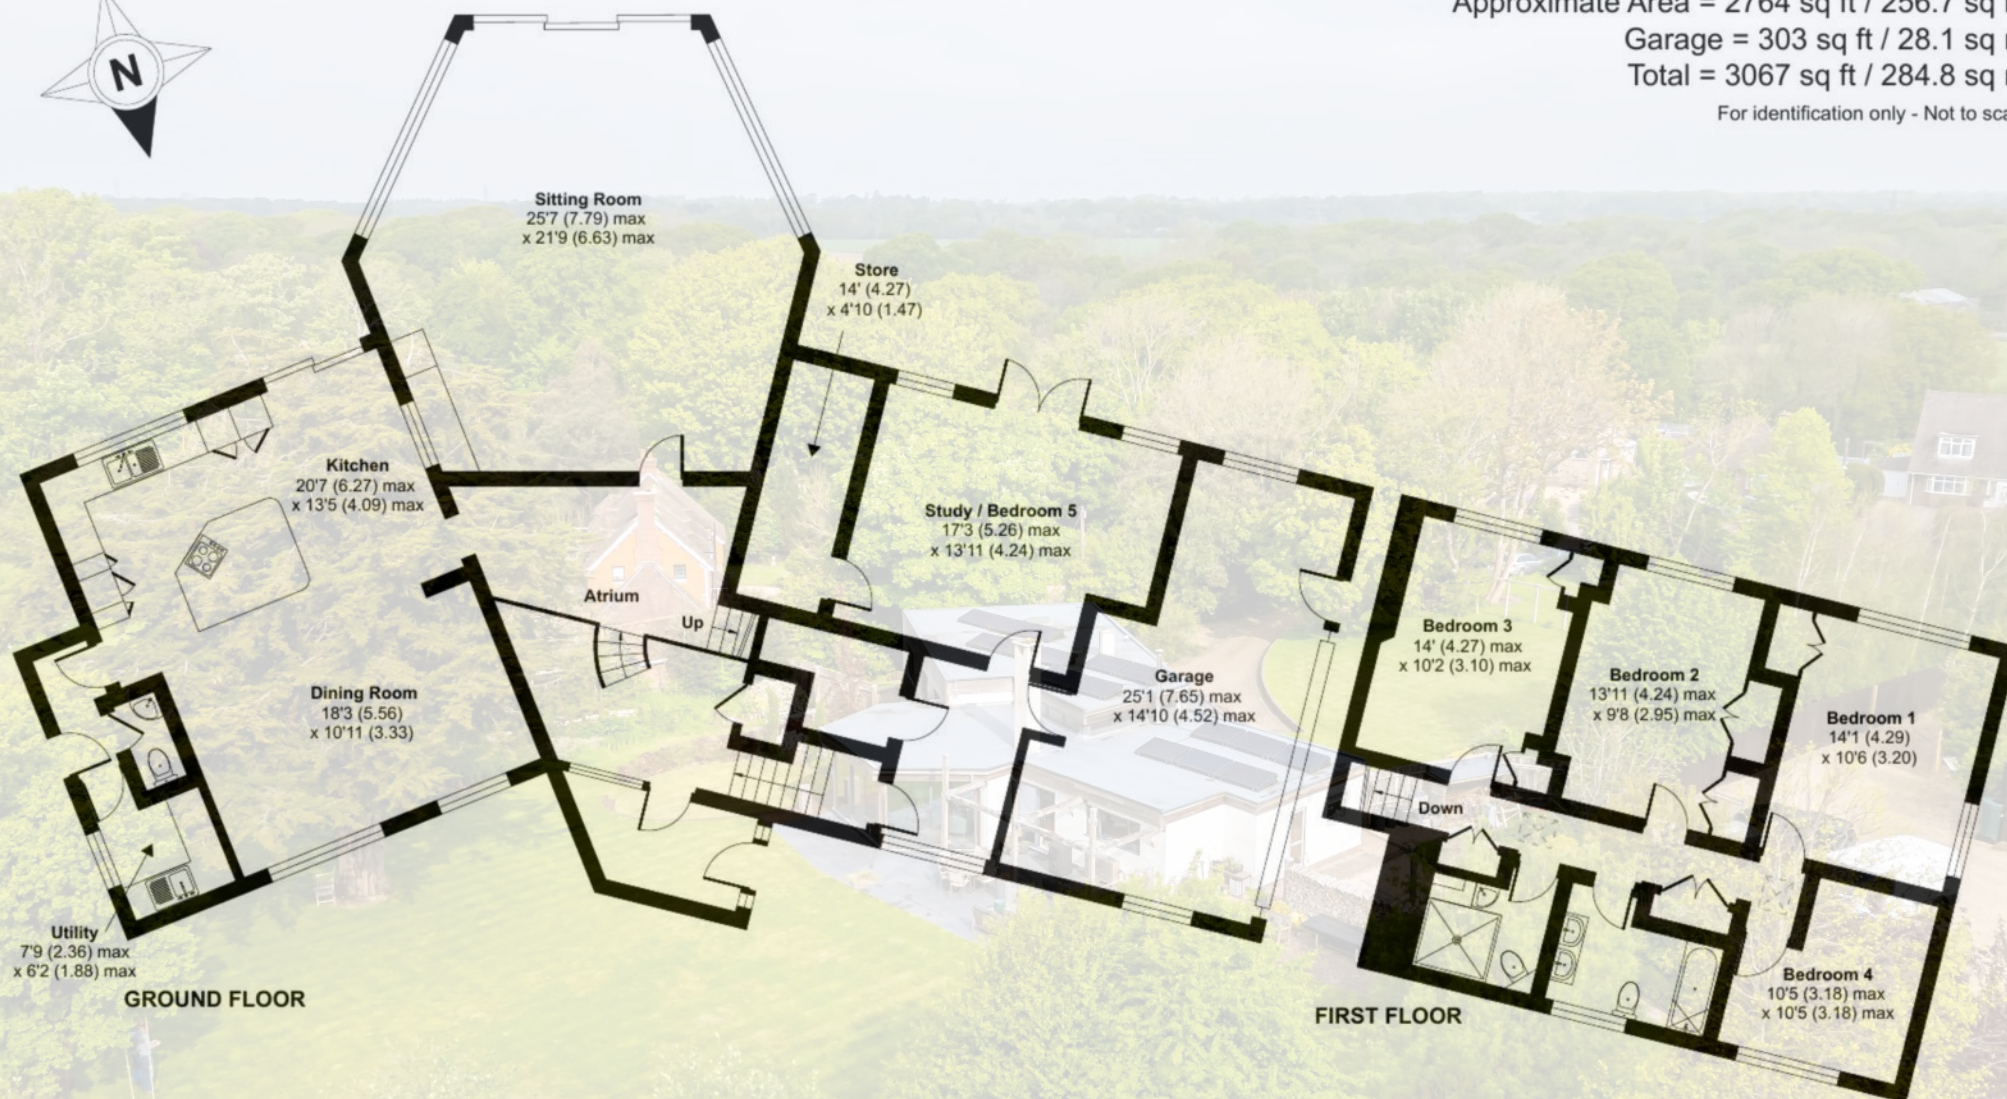 Approximate Area = 2764 sq ft / 256.7 sq
Garage = 303 sq ft / 28.1 sq
Total = 3067 sq ft / 284.8 sq
For identification only - Not to
N
Sitting Room
25'7 (7.79) max
x 21'9 (6.63) max
Store
14' (4.27)
x 4'10 (1.47)
Kitchen
20'7 (6.27) max
x 13'5 (4.09) max
Study / Bedroom 5
17'3 (5.26) max
x 13'11 (4.24) max
Atrium
Up
Dining Room
18'3 (5.56)
x 10'11 (3.33)
Garage
25'1 (7.65) max
x 14'10 (4.52) max
Bedroom 3
14' (4.27) max
x 10'2 (3.10) max
Bedroom 2
13'11 (4.24) max
x 9'8 (2.95) max
Bedroom 1
14'1 (4.29)
x 10'6 (3.20)
Down
Utility
7'9 (2.36) max
x 6'2 (1.88) max
Bedroom 4
10'5 (3.18) max
x 10'5 (3.18) max
GROUND FLOOR
FIRST FLOOR